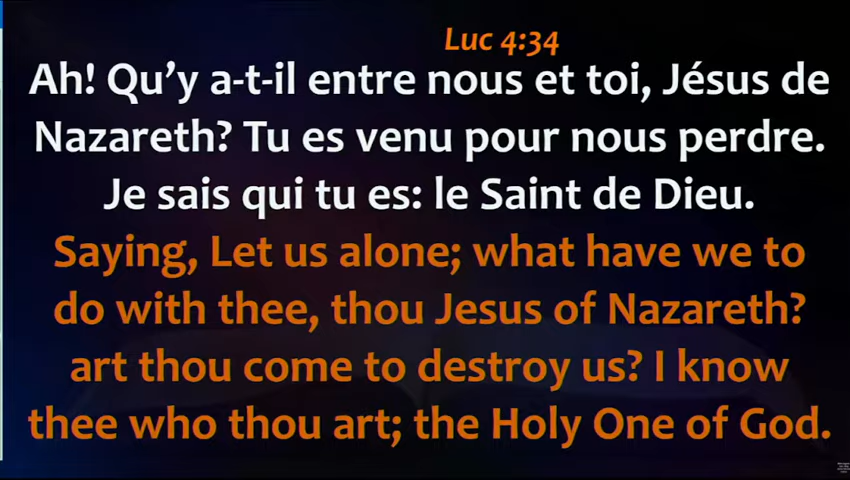 Luc 4:34
Ah! Qu’y a-t-il entre nous et toi, Jésus de
Nazareth? Tu es venu pour nous perdre.
Je sais qui tu es: le Saint de Dieu.
Saying, Let us alone; what have we to
do with thee, thou Jesus of Nazareth?
art thou come to destroy us? I know
thee who thou art; the Holy One of God.